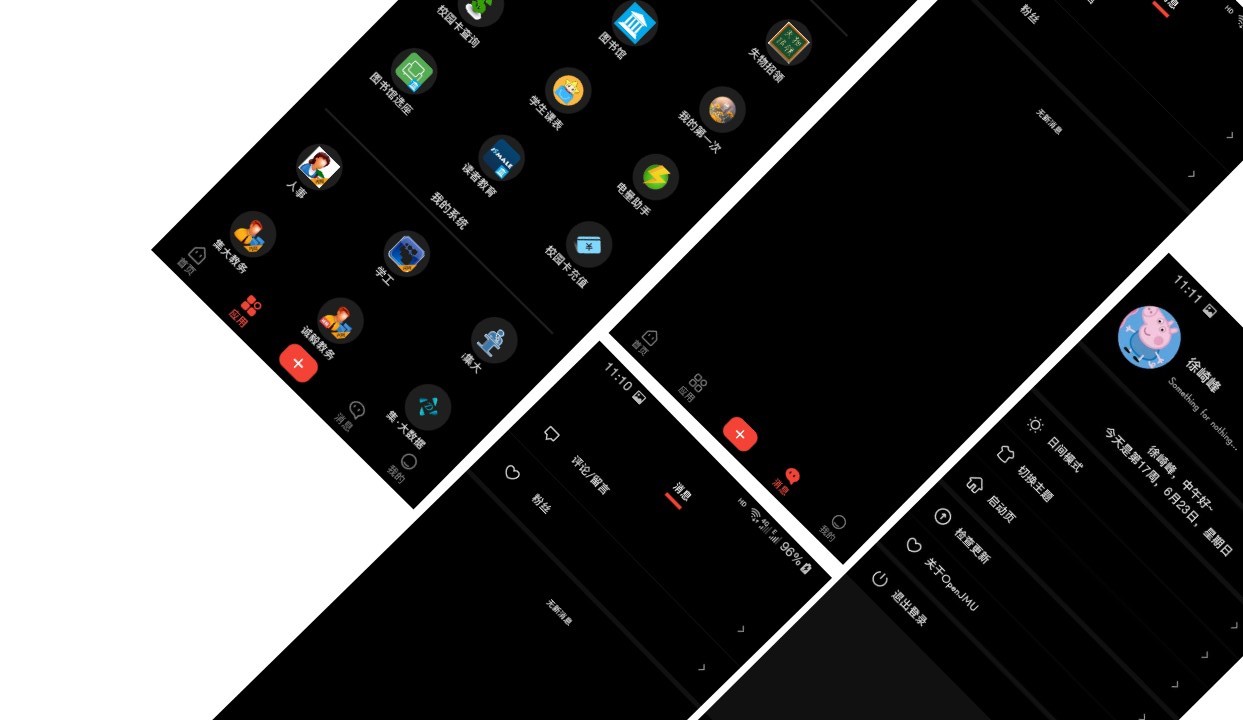 校园卡查询
图书馆
失物招领
图书馆选座
学生课表
我的第一次
人事
读者教育
电量助手
我的系统
集大教务
学工
校园卡充值
诚毅教务
i集大
集·大数据
首页
应用
消息
我的
粉丝
无新消息
首页
应用
消息
我的
11:10
HD
4G
96%
消息
评论/留言
粉丝
无新消息
11:11
徐崎峰
Something for nothing...
徐崎峰，中午好~
今天是第17周，6月23日，星期日
日间模式
切换主题
启动页
检查更新
关于OpenJMU
退出登录